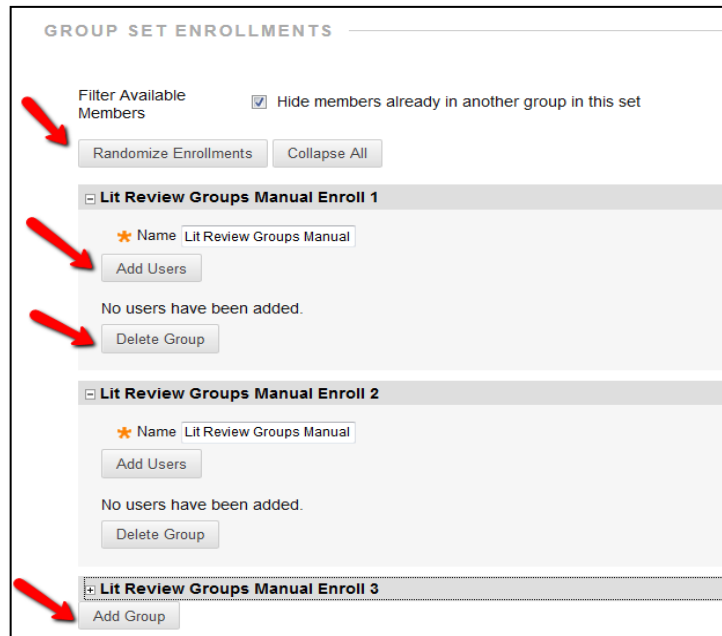 GROUP SET ENROLLMENTS
Filter Available
Members
Hide members already in another group in this set
Randomize Enrollments Collapse All
Lit Review Groups Manual Enroll 1
Name Lit Review Groups Manual
Add Users
No users have been added.
Delete Group
Lit Review Groups Manual Enroll 2
Name Lit Review Groups Manual
Add Users
No users have been added.
Delete Group
Lit Review Groups Manual Enroll 3
Add Group